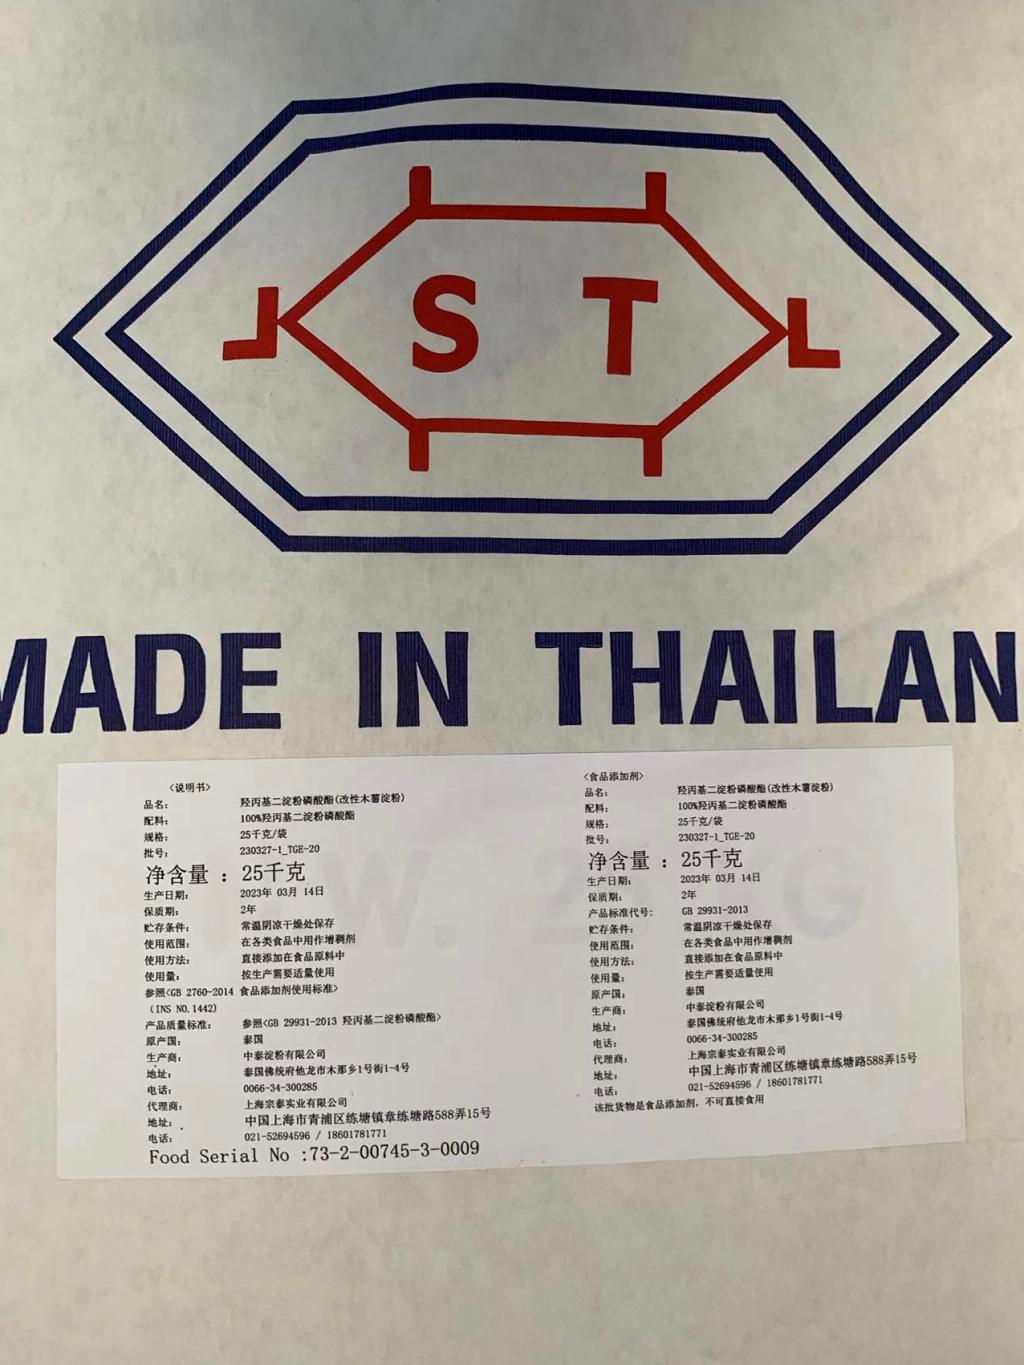 S T
MADE IN THAILAN
<说明书>
品名： 羟丙基二淀粉磷酸酯(改性木薯淀粉)
配料： 100%羟丙基二淀粉磷酸酯
规格： 25千克/袋
批号： 230327-1_TGE-20
净含量 ：25千克
生产日期： 2023年 03月 14日
保质期： 2年
贮存条件： 常温阴凉干燥处保存
使用范围： 在各类食品中用作增稠剂
使用方法： 直接添加在食品原料中
使用量： 按生产需要适量使用
参照<GB 2760-2014 食品添加剂使用标准>
（INS NO.1442)
产品质量标准： 参照<GB 29931-2013 羟丙基二淀粉磷酸酯>
原产国： 泰国
生产商： 中泰淀粉有限公司
地址： 泰国佛统府他龙市木那乡1号街1-4号
电话： 0066-34-300285
代理商： 上海宗泰实业有限公司
地址： 中国上海市青浦区练塘镇章练塘路588弄15号
电话： 021-52694596 / 18601781771
Food Serial No :73-2-00745-3-0009
<食品添加剂>
品名： 羟丙基二淀粉磷酸酯(改性木薯淀粉)
配料： 100%羟丙基二淀粉磷酸酯
规格： 25千克/袋
批号： 230327-1_TGE-20
净含量 ：25千克
生产日期： 2023年 03月 14日
保质期： 2年
产品标准代号: GB 29931-2013
贮存条件： 常温阴凉干燥处保存
使用范围： 在各类食品中用作增稠剂
使用方法： 直接添加在食品原料中
使用量： 按生产需要适量使用
原产国： 泰国
生产商： 中泰淀粉有限公司
地址： 泰国佛统府他龙市木那乡1号街1-4号
电话： 0066-34-300285
代理商： 上海宗泰实业有限公司
地址： 中国上海市青浦区练塘镇章练塘路588弄15号
电话： 021-52694596 / 18601781771
该批货物是食品添加剂，不可直接食用